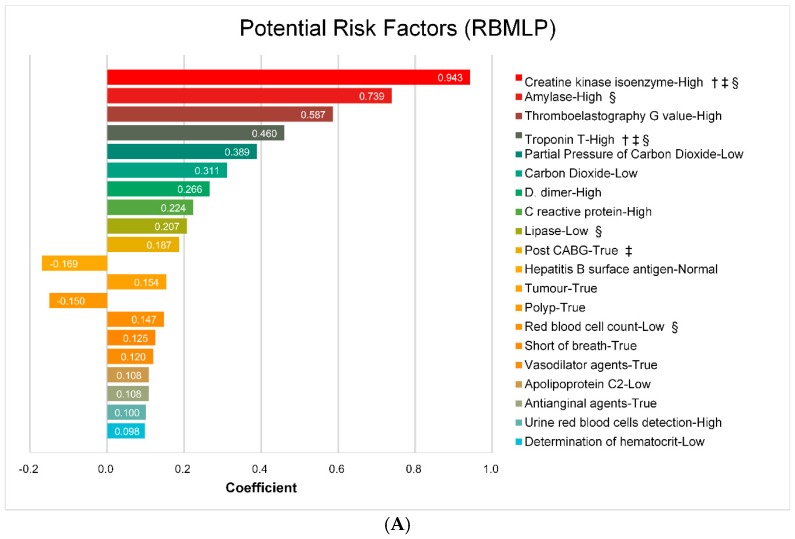 Potential Risk Factors (RBMLP)
0.943
0.739
0.587
0.460
0.389
0.311
0.266
0.224
0.207
0.187
-0.169
0.154
-0.150
0.147
0.125
0.120
0.108
0.108
0.100
0.098
-0.2 0.0 0.2 0.4 0.6 0.8 1.0
Coefficient
Creatine kinase isoenzyme-High † ‡ §
Amylase-High §
Thromboelastography G value-High
Troponin T-High † ‡ §
Partial Pressure of Carbon Dioxide-Low
Carbon Dioxide-Low
D. dimer-High
C reactive protein-High
Lipase-Low §
Post CABG-True ‡
Hepatitis B surface antigen-Normal
Tumour-True
Polyp-True
Red blood cell count-Low §
Short of breath-True
Vasodilator agents-True
Apolipoprotein C2-Low
Antianginal agents-True
Urine red blood cells detection-High
Determination of hematocrit-Low
(A)